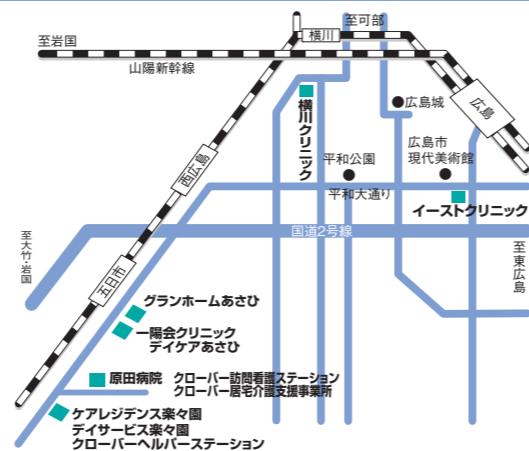 至岩国
横川
至可部
山陽新幹線
横川クリニック
広島城
広島
平和公園
広島市
現代美術館
西広島
平和大通り
イーストクリニック
国道2号線
至大竹・岩国
至東広島
五日市
グランホームあさひ
一陽会クリニック
デイケアあさひ
原田病院
クローバー訪問看護ステーション
クローバー居宅介護支援事業所
ケアレジデンス楽々園
デイサービス楽々園
クローバーヘルパーステーション